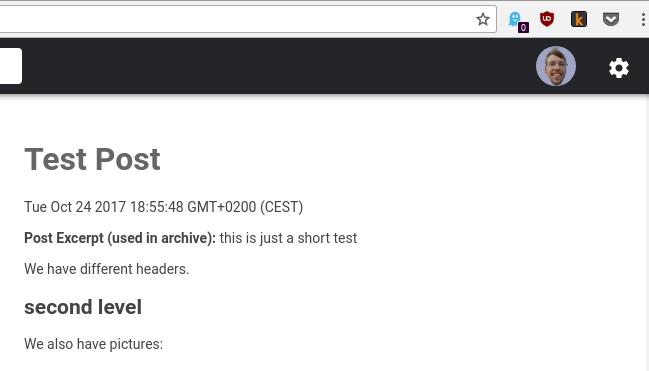 0
uo
k
Test Post
Tue Oct 24 2017 18:55:48 GMT+0200 (CEST)
Post Excerpt (used in archive): this is just a short test
We have different headers.
second level
We also have pictures: